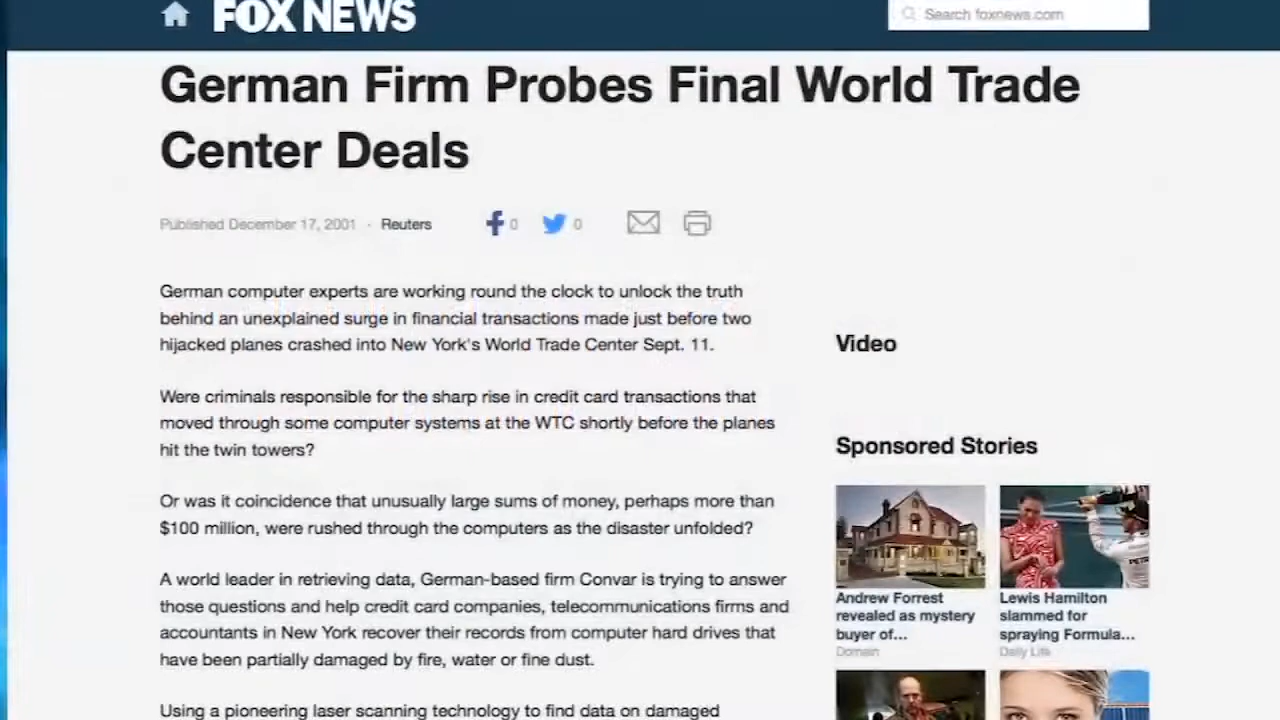 FOX NEWS
Search foxnews.com
German Firm Probes Final World Trade
Center Deals
Published December 17, 2001 · Reuters
0
0
German computer experts are working round the clock to unlock the truth
behind an unexplained surge in financial transactions made just before two
hijacked planes crashed into New York's World Trade Center Sept. 11.
Were criminals responsible for the sharp rise in credit card transactions that
moved through some computer systems at the WTC shortly before the planes
hit the twin towers?
Or was it coincidence that unusually large sums of money, perhaps more than
$100 million, were rushed through the computers as the disaster unfolded?
A world leader in retrieving data, German-based firm Convar is trying to answer
those questions and help credit card companies, telecommunications firms and
accountants in New York recover their records from computer hard drives that
have been partially damaged by fire, water or fine dust.
Using a pioneering laser scanning technology to find data on damaged
Video
Sponsored Stories
Andrew Forrest
revealed as mystery
buyer of...
Domain
PETR
Lewis Hamilton
slammed for
spraying Formula...
Daily Life